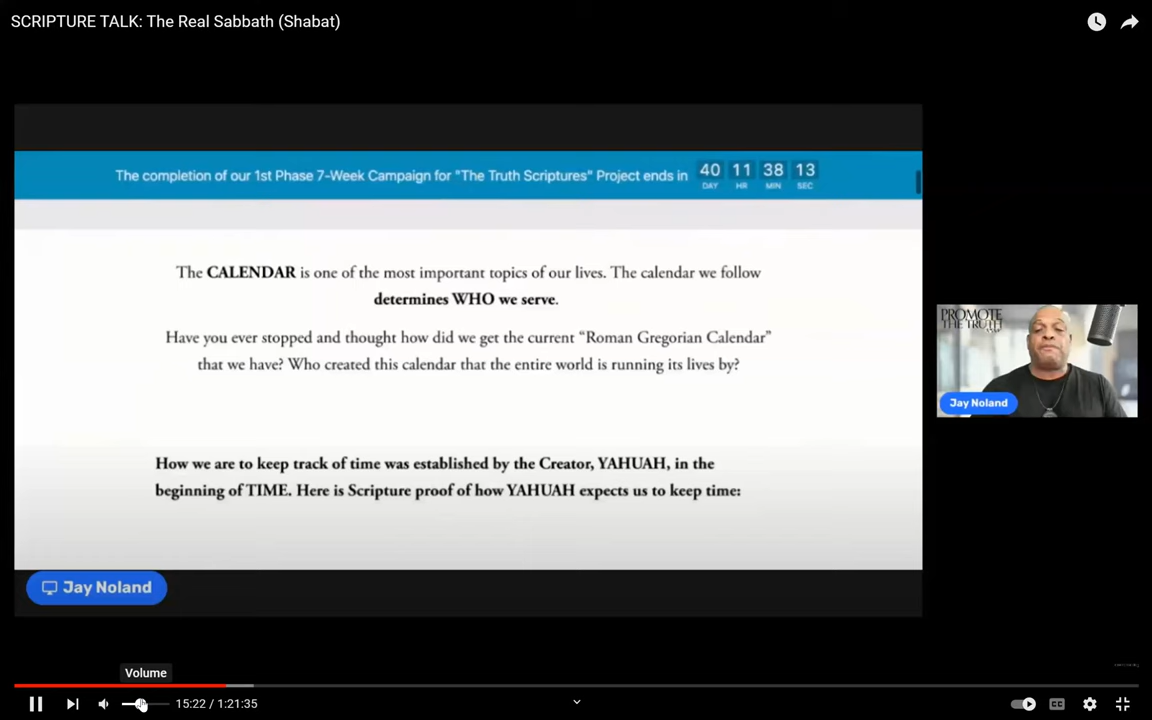 SCRIPTURE TALK: The Real Sabbath (Shabat)
The completion of our 1st Phase 7-Week Campaign for "The Truth Scriptures" Project ends in
40 11 38 13
DAY HR MIN SEC
The CALENDAR is one of the most important topics of our lives. The calendar we follow
determines WHO we serve.
Have you ever stopped and thought how did we get the current “Roman Gregorian Calendar”
that we have? Who created this calendar that the entire world is running its lives by?
How we are to keep track of time was established by the Creator, YAHUAH, in the
beginning of TIME. Here is Scripture proof of how YAHUAH expects us to keep time:
PROMOTE
THE TRUTH
Jay Noland
Jay Noland
Volume
15:22 / 1:21:35
CC